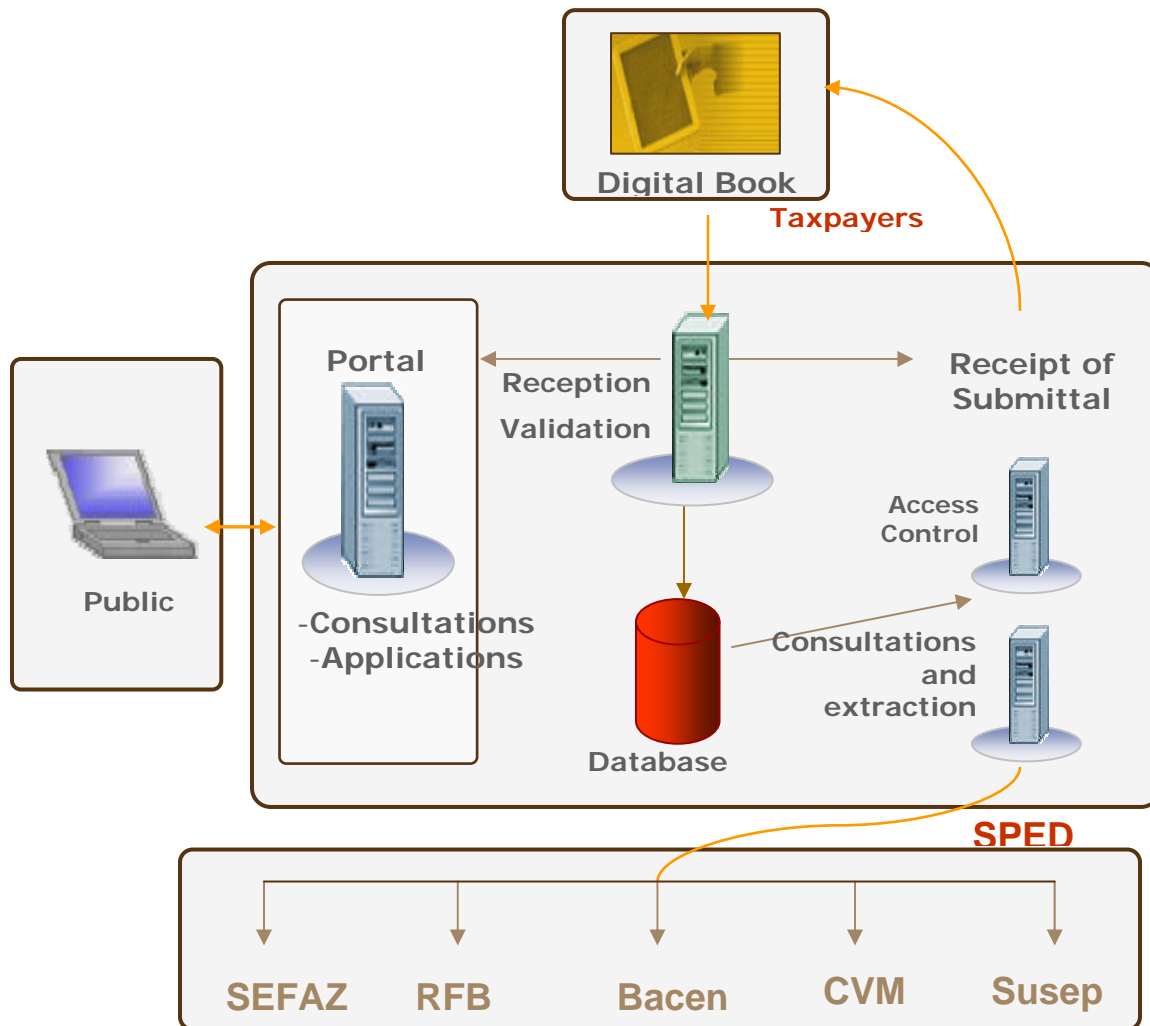 Digital Book
Taxpayers
Portal
Reception
Validation
Receipt of
Submittal
Access
Control
Public
-Consultations
-Applications
Consultations
and
extraction
Database
SPED
SEFAZ
RFB
Bacen
CVM
Susep